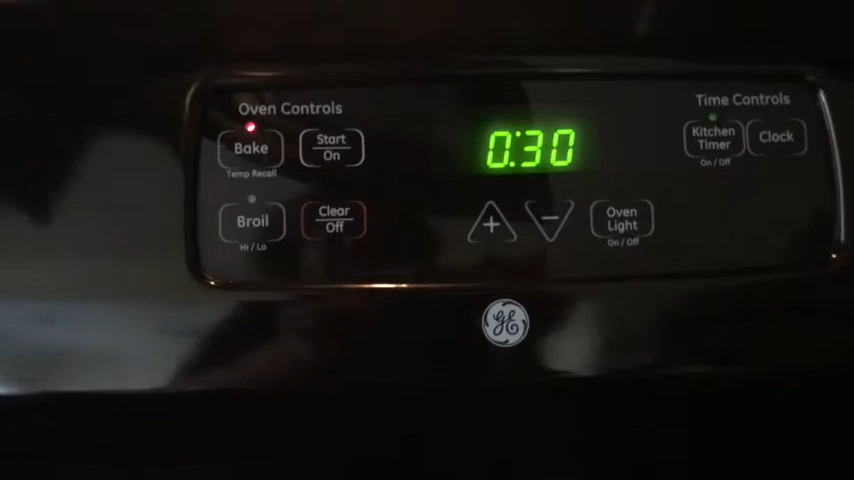 Oven Controls
Time Controls
Bake
Temp Recall
Start
On
0:30
Kitchen
Timer
On / Off
Clock
Broil
Hi / Lo
Clear
Off
+
−
Oven
Light
On / Off
GE